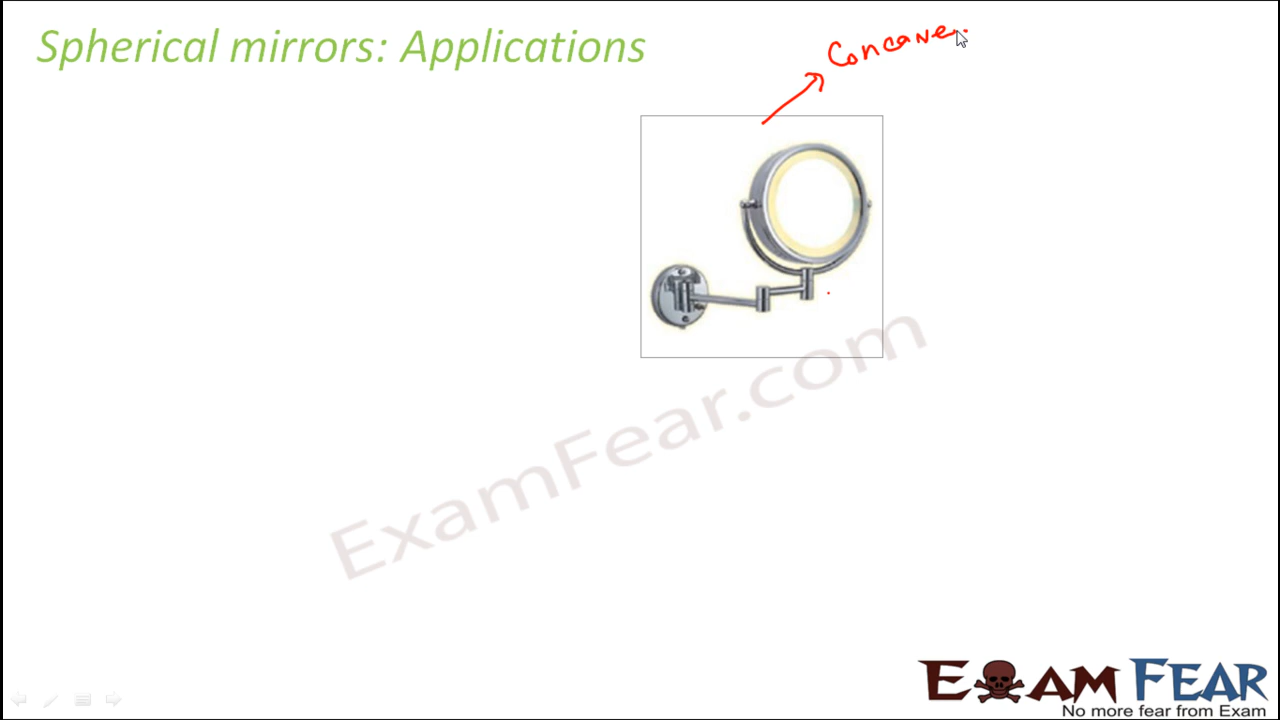 Spherical mirrors: Applications
Concave.
ExamFear.com
EXAM FEAR
No more fear from Exam